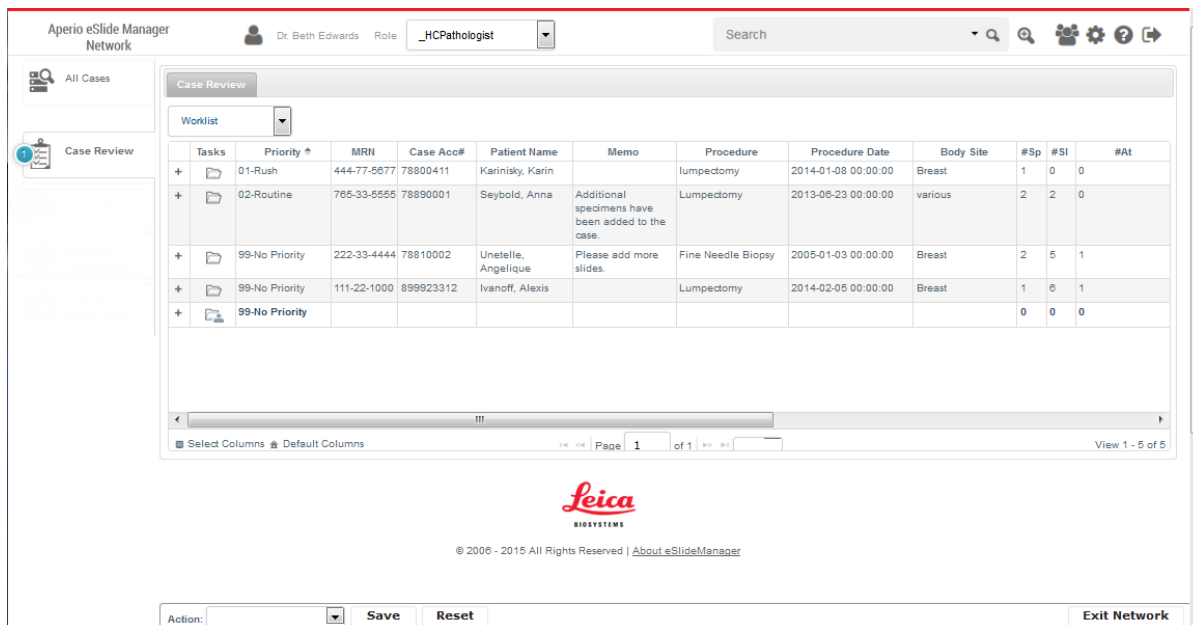 Aperio eSlide Manager
Network
Dr. Beth Edwards Role _HCPathologist
Search
All Cases
1
Case Review
Case Review
Worklist
Tasks Priority MRN Case Acc# Patient Name Memo Procedure Procedure Date Body Site #Sp #Sl #At
+ 01-Rush 444-77-5677 78800411 Karinisky, Karin lumpectomy 2014-01-08 00:00:00 Breast 1 0 0
+ 02-Routine 765-33-5555 78890001 Seybold, Anna Additional Lumpectomy 2013-06-23 00:00:00 various 2 2 0
specimens have
been added to the
case.
+ 99-No Priority 222-33-4444 78810002 Unetelle, Please add more Fine Needle Biopsy 2005-01-03 00:00:00 Breast 2 5 1
Angelique slides.
+ 99-No Priority 111-22-1000 899923312 Ivanoff, Alexis Lumpectomy 2014-02-05 00:00:00 Breast 1 6 1
+ 99-No Priority 0 0 0
Select Columns Default Columns Page 1 of 1 View 1 - 5 of 5
Leica
BIOSYSTEMS
© 2006 - 2015 All Rights Reserved | About eSlideManager
Action: Save Reset Exit Network